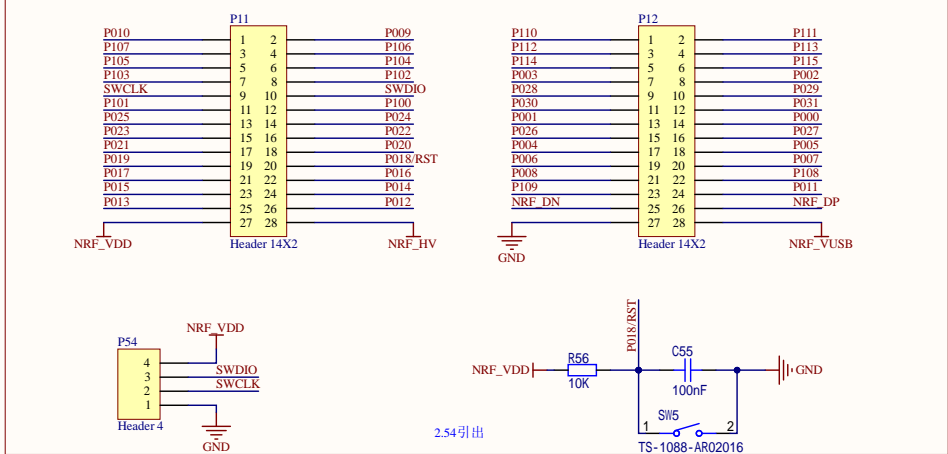 P11
P12
P010 1 2 P009
P110 1 2 P111
P107 3 4 P106
P112 3 4 P113
P105 5 6 P104
P114 5 6 P115
P103 7 8 P102
P003 7 8 P002
SWCLK 9 10 SWDIO
P028 9 10 P029
P101 11 12 P100
P030 11 12 P031
P025 13 14 P024
P001 13 14 P000
P023 15 16 P022
P026 15 16 P027
P021 17 18 P020
P004 17 18 P005
P019 19 20 P018/RST
P006 19 20 P007
P017 21 22 P016
P008 21 22 P108
P015 23 24 P014
P109 23 24 P011
P013 25 26 P012
NRF_DN 25 26 NRF_DP
27 28
27 28
NRF_VDD Header 14X2 NRF_HV
GND Header 14X2 NRF_VUSB
P54
NRF_VDD
4
3 SWDIO
2 SWCLK
1
Header 4
GND
2.54引出
P018/RST
NRF_VDD
R56
10K
C55
100nF
GND
SW5
1 2
TS-1088-AR02016